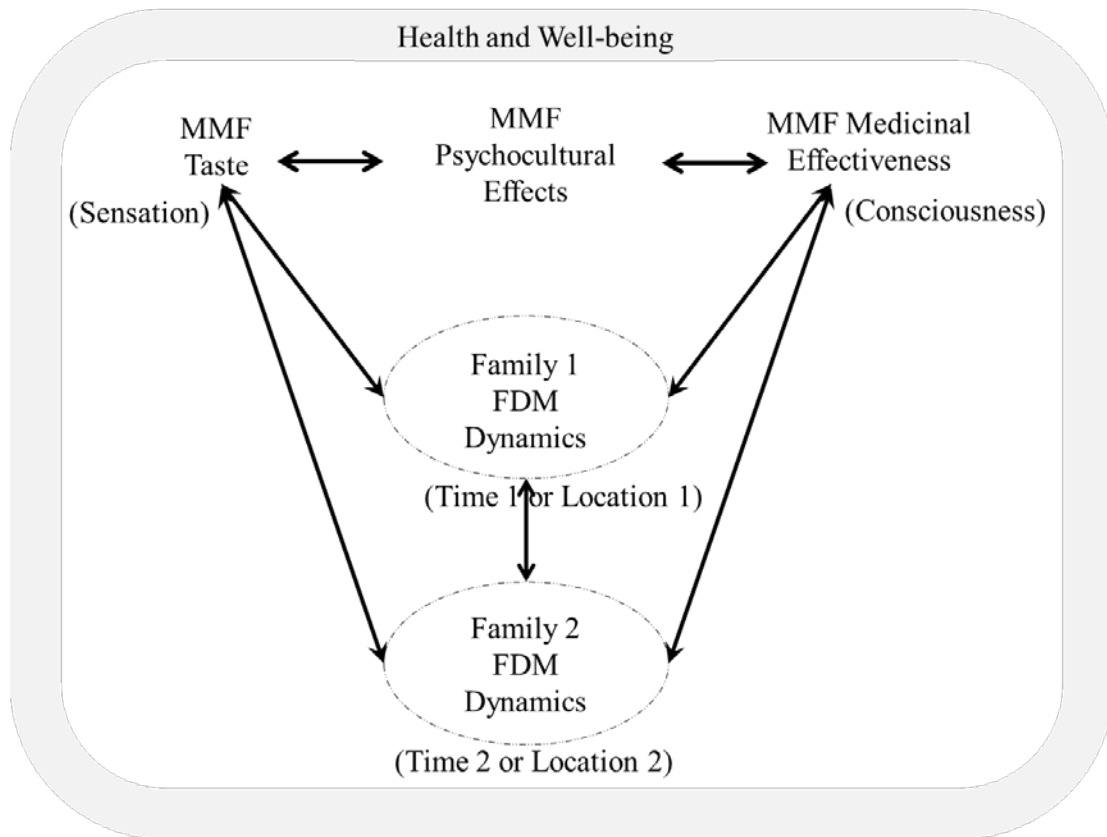 Health and Well-being
MMF
Taste
(Sensation)
MMF
Psychocultural
Effects
MMF Medicinal
Effectiveness
(Consciousness)
Family 1
FDM
Dynamics
(Time 1 or Location 1)
Family 2
FDM
Dynamics
(Time 2 or Location 2)